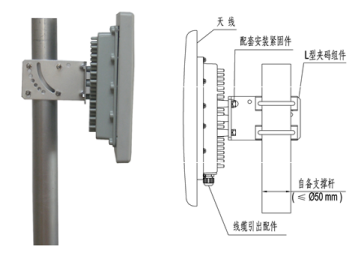 天 线
配套安装紧固件
L型夹码组件
自备支撑杆
( ≤ Ø50 mm )
线缆引出配件